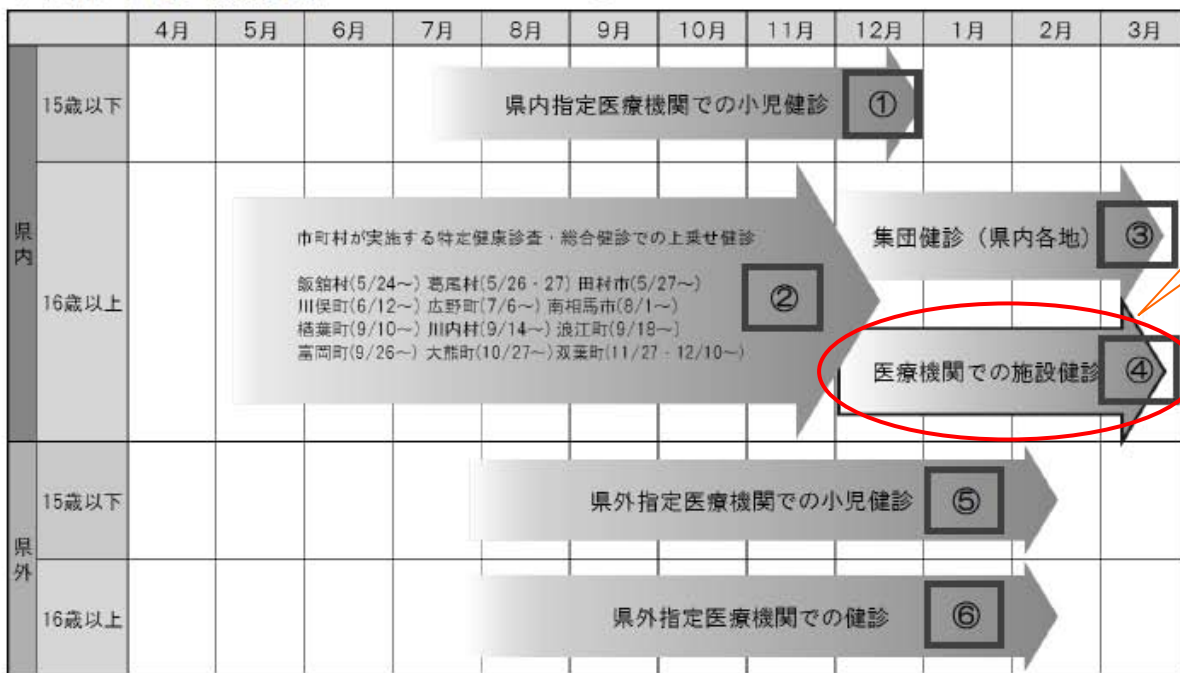 4月 5月 6月 7月 8月 9月 10月 11月 12月 1月 2月 3月
県内
15歳以下
県内指定医療機関での小児健診 ①
16歳以上
市町村が実施する特定健康診査・総合健診での上乗せ健診
飯舘村(5/24～) 葛尾村(5/26・27) 田村市(5/27～)
川俣町(6/12～) 広野町(7/6～) 南相馬市(8/1～)
楢葉町(9/10～) 川内村(9/14～) 浪江町(9/18～)
富岡町(9/26～) 大熊町(10/27～) 双葉町(11/27・12/10～)
②
集団健診（県内各地） ③
医療機関での施設健診 ④
県外
15歳以下
県外指定医療機関での小児健診 ⑤
16歳以上
県外指定医療機関での健診 ⑥